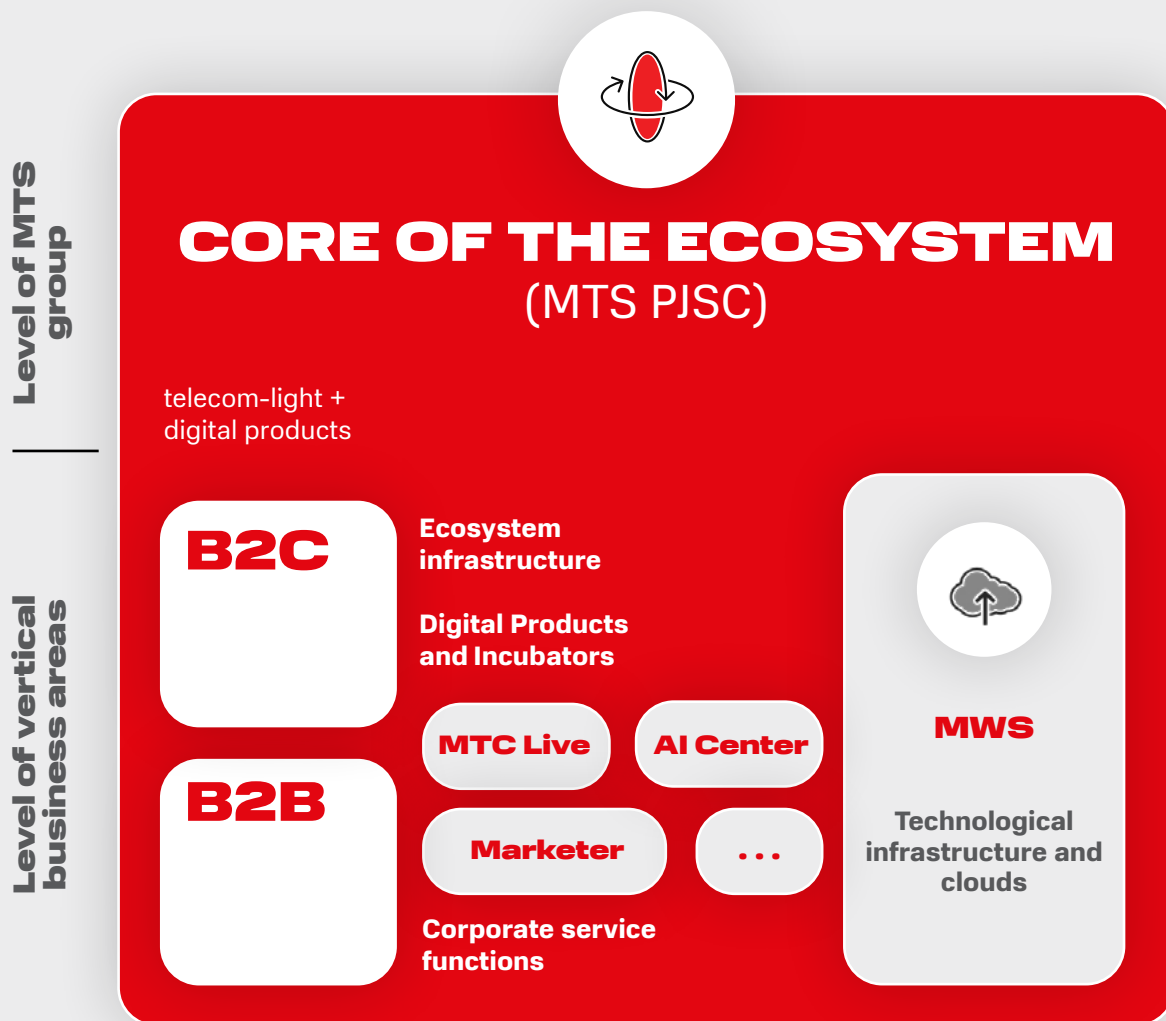 Level of MTS
group
CORE OF THE ECOSYSTEM
(MTS PJSC)
telecom-light +
digital products
Level of vertical
business areas
B2C
Ecosystem
infrastructure
Digital Products
and Incubators
MTC Live
AI Center
B2B
Marketer
...
Corporate service
functions
MWS
Technological
infrastructure and
clouds